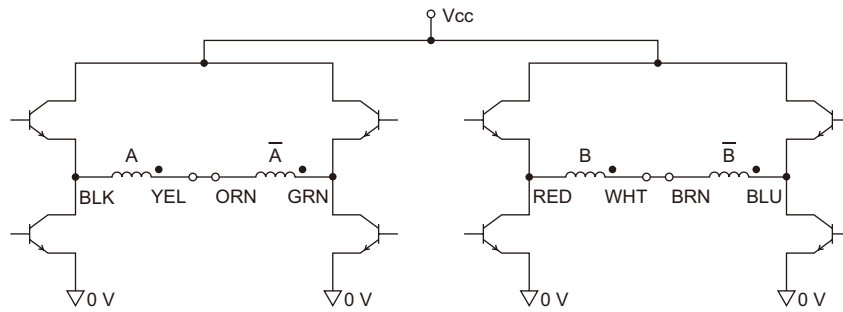 Vcc
A A̅ B B̅
BLK YEL ORN GRN RED WHT BRN BLU
0 V 0 V 0 V 0 V